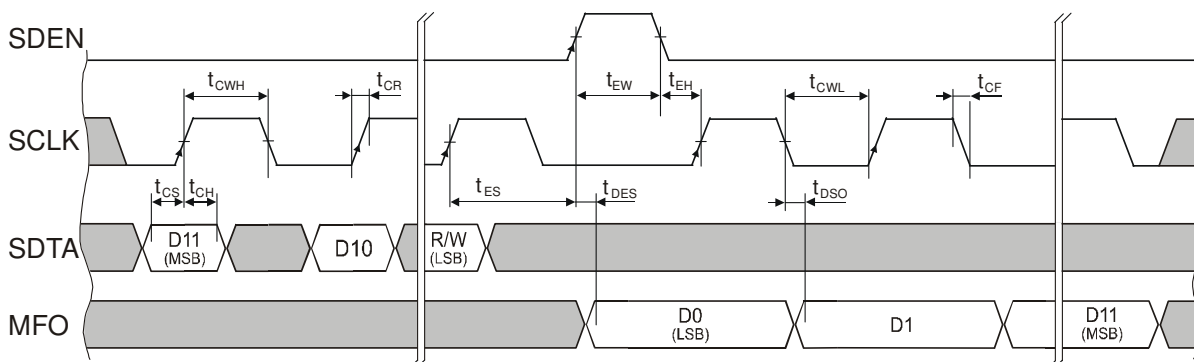 SDEN
t_CWH
t_CR
t_EW
t_EH
t_CWL
t_CF
SCLK
t_CS
t_CH
t_ES
t_DES
t_DSO
SDTA
D11
(MSB)
D10
R/W
(LSB)
MFO
D0
(LSB)
D1
D11
(MSB)